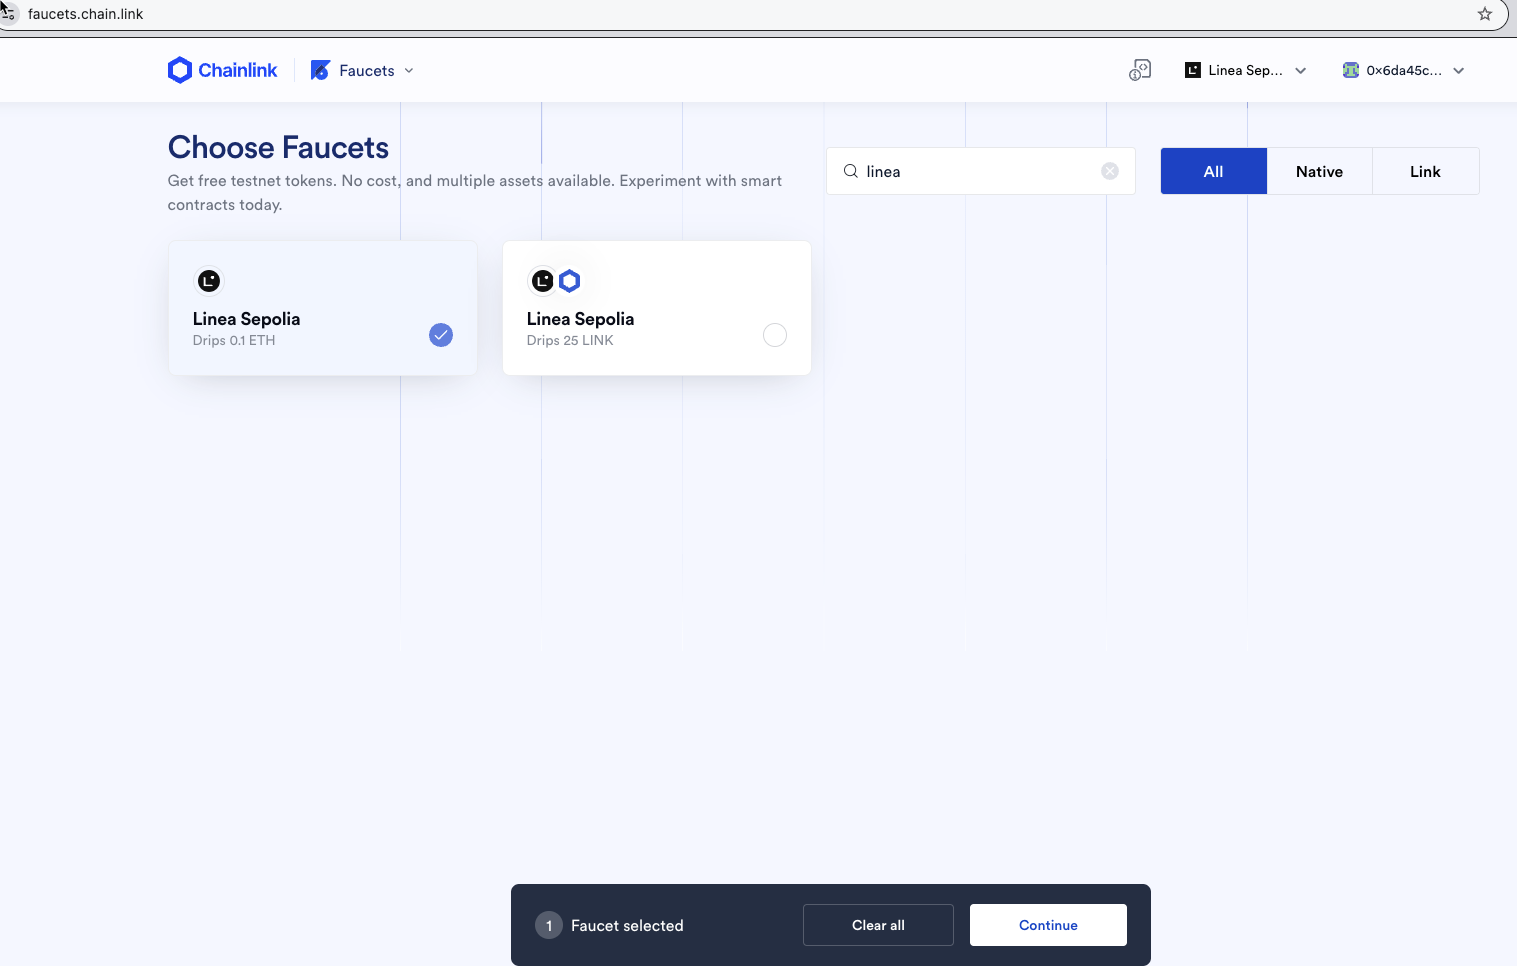 faucets.chain.link
Chainlink
Faucets
Linea Sep...
0x6da45c...
Choose Faucets
Get free testnet tokens. No cost, and multiple assets available. Experiment with smart
contracts today.
linea
All
Native
Link
Linea Sepolia
Drips 0.1 ETH
Linea Sepolia
Drips 25 LINK
1 Faucet selected
Clear all
Continue